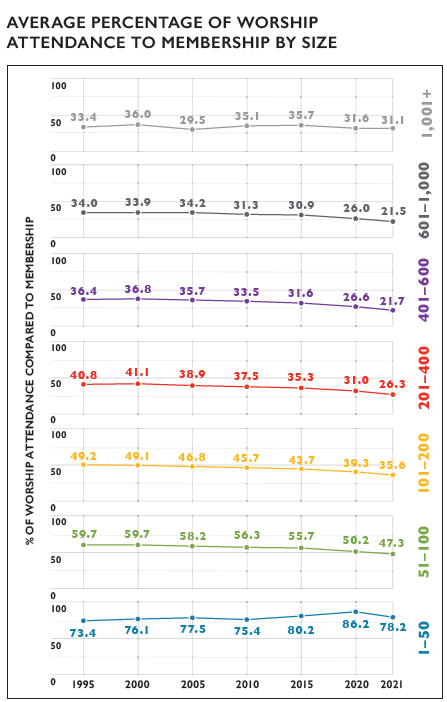 AVERAGE PERCENTAGE OF WORSHIP
ATTENDANCE TO MEMBERSHIP BY SIZE
% OF WORSHIP ATTENDANCE COMPARED TO MEMBERSHIP
100
50
0
33.4 36.0 29.5 35.1 35.7 31.6 31.1
1,001+
100
50
0
34.0 33.9 34.2 31.3 30.9 26.0 21.5
601–1,000
100
50
0
36.4 36.8 35.7 33.5 31.6 26.6 21.7
401–600
100
50
0
40.8 41.1 38.9 37.5 35.3 31.0 26.3
201–400
100
50
0
49.2 49.1 46.8 45.7 43.7 39.3 35.6
101–200
100
50
0
59.7 59.7 58.2 56.3 55.7 50.2 47.3
51–100
100
50
0
73.4 76.1 77.5 75.4 80.2 86.2 78.2
1–50
1995 2000 2005 2010 2015 2020 2021